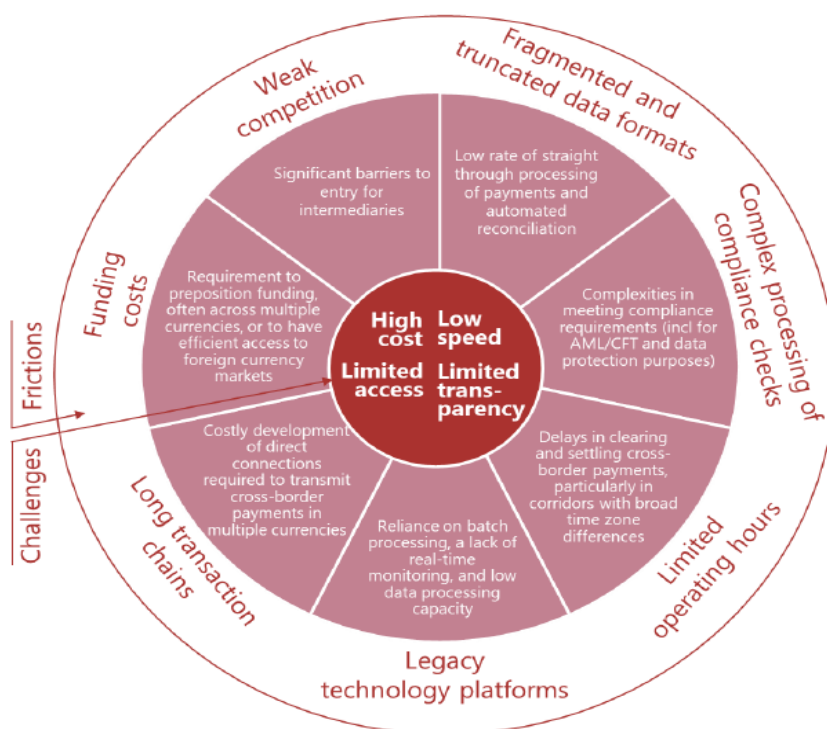 Weak
competition
Fragmented and
truncated data formats
Complex processing of
compliance checks
Limited
operating hours
Legacy
technology platforms
Long transaction
chains
Funding
costs
Frictions
Challenges
Significant barriers to
entry for
intermediaries
Low rate of straight
through processing
of payments and
automated
reconciliation
Complexities in
meeting compliance
requirements (incl for
AML/CFT and data
protection purposes)
Delays in clearing
and settling cross-
border payments,
particularly in
corridors with broad
time zone
differences
Reliance on batch
processing, a lack of
real-time
monitoring, and low
data processing
capacity
Costly development
of direct
connections
required to transmit
cross-border
payments in
multiple currencies
Requirement to
preposition funding,
often across multiple
currencies, or to have
efficient access to
foreign currency
markets
High
cost
Low
speed
Limited
access
Limited
trans-
parency